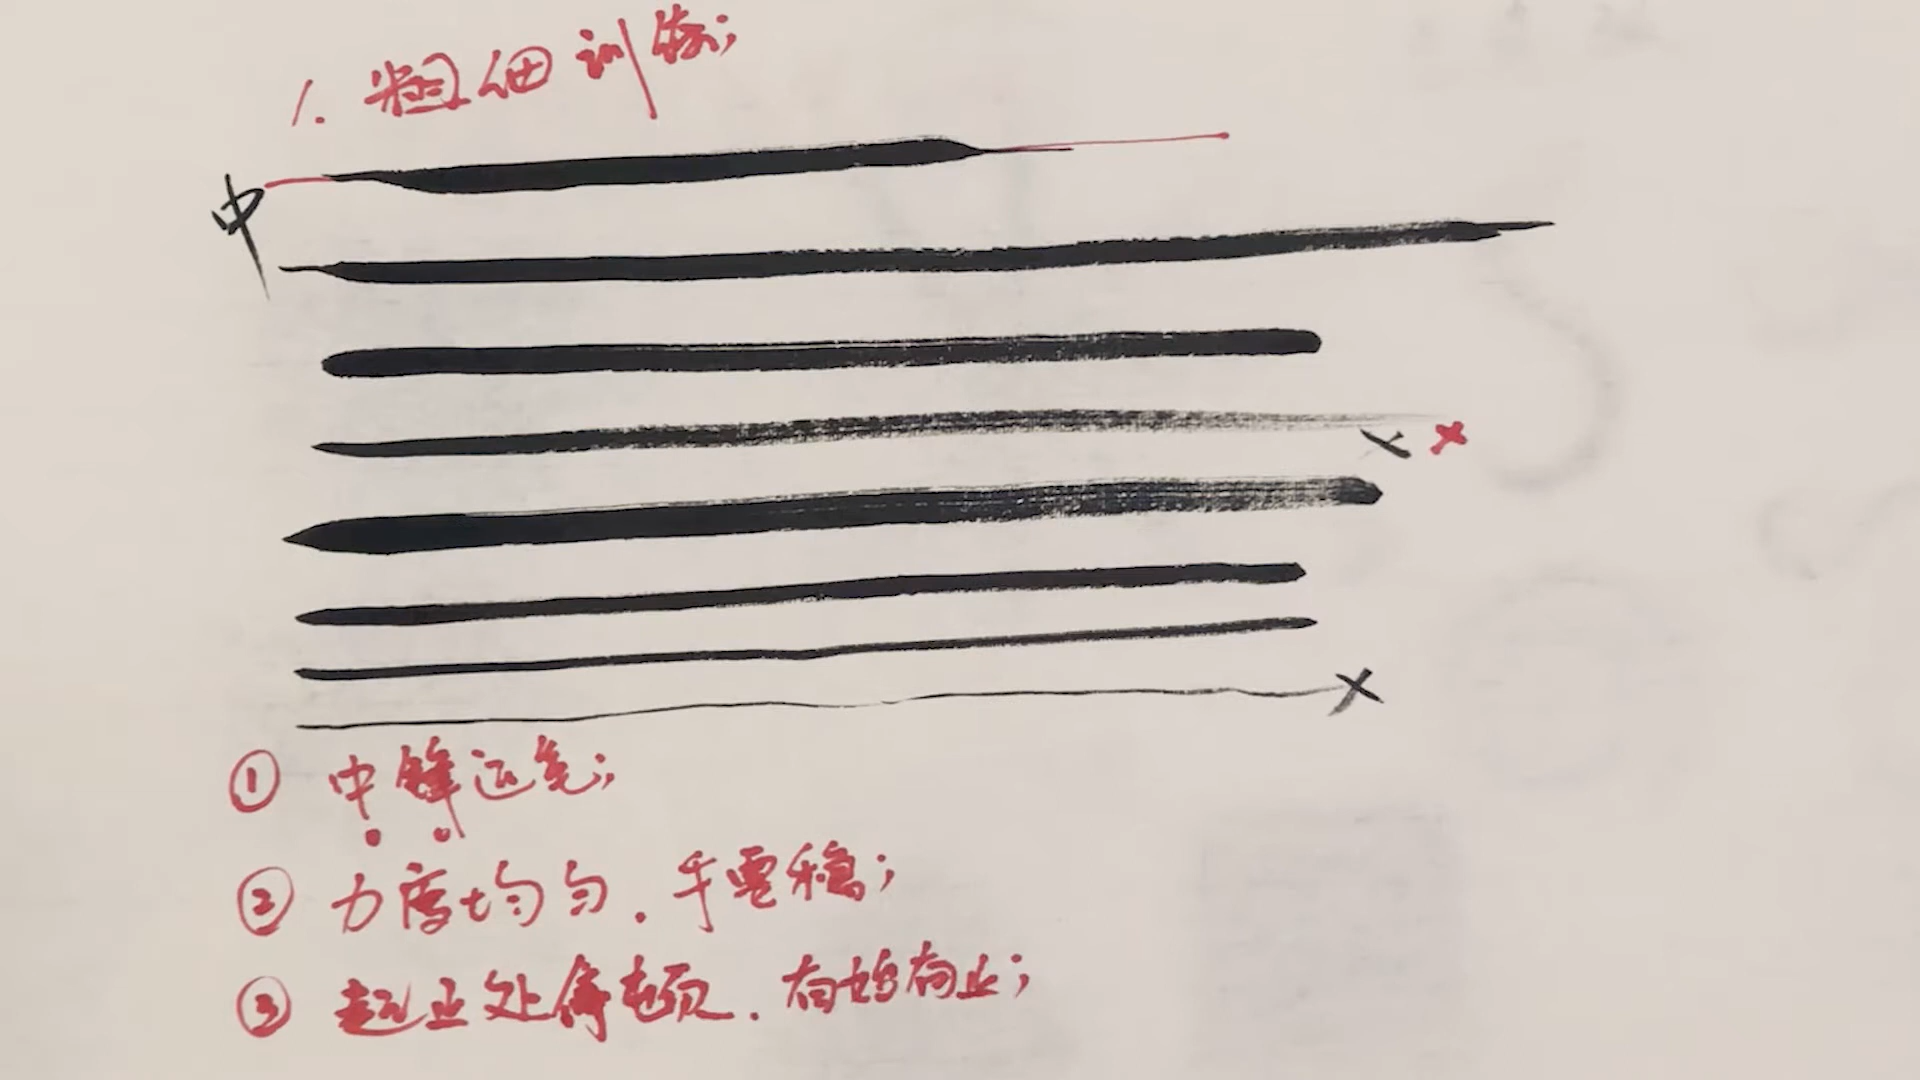 1. 粗细训练;
中
①中锋运笔;
②力度均匀.手要稳;
③起止处停顿.有始有止;